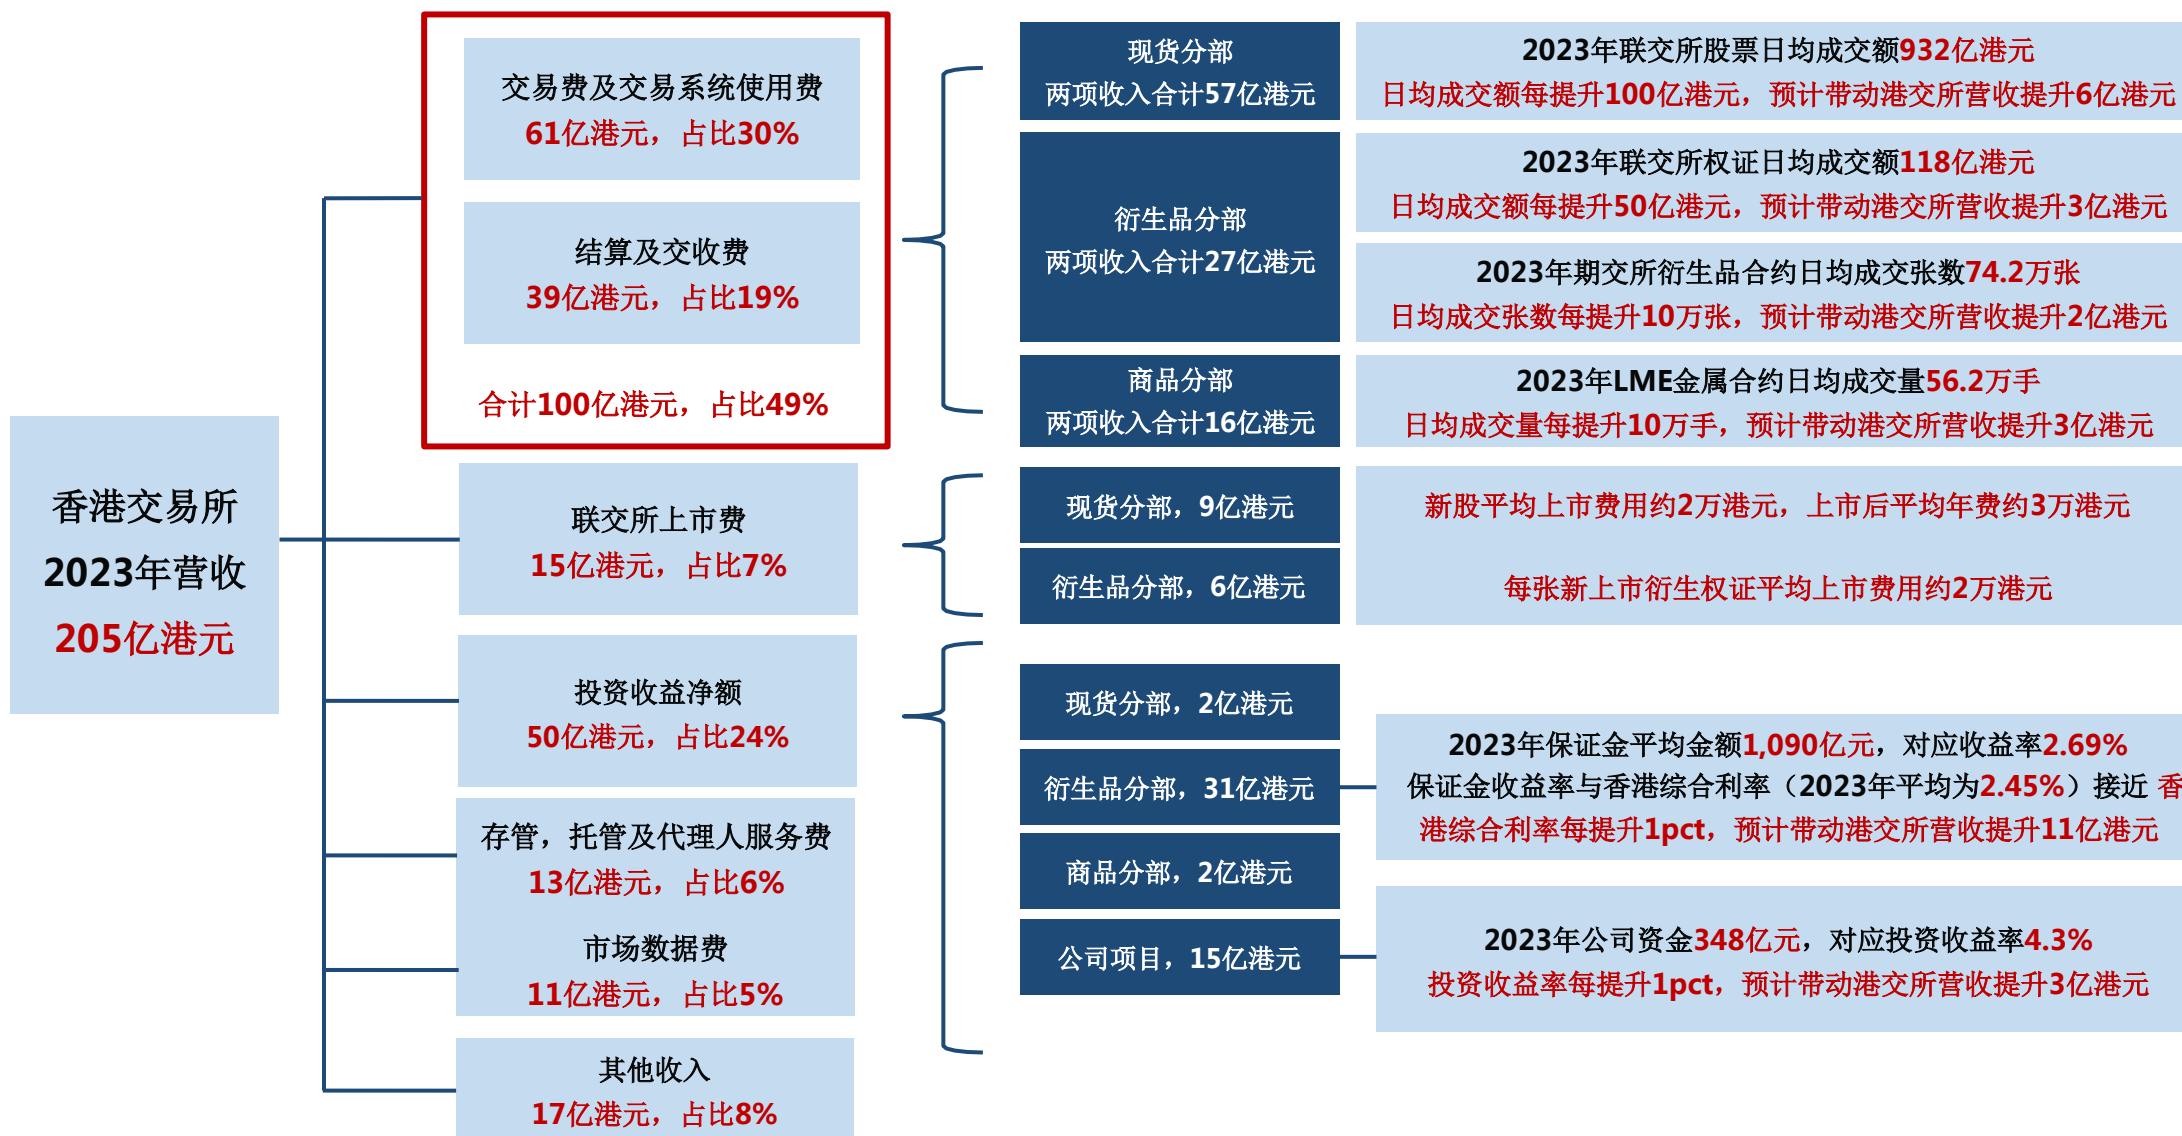 香港交易所
2023年营收
205亿港元
交易费及交易系统使用费
61亿港元，占比30%
结算及交收费
39亿港元，占比19%
合计100亿港元，占比49%
联交所上市费
15亿港元，占比7%
投资收益净额
50亿港元，占比24%
存管，托管及代理人服务费
13亿港元，占比6%
市场数据费
11亿港元，占比5%
其他收入
17亿港元，占比8%
现货分部
两项收入合计57亿港元
衍生品分部
两项收入合计27亿港元
商品分部
两项收入合计16亿港元
现货分部，9亿港元
衍生品分部，6亿港元
现货分部，2亿港元
衍生品分部，31亿港元
商品分部，2亿港元
公司项目，15亿港元
2023年联交所股票日均成交额932亿港元
日均成交额每提升100亿港元，预计带动港交所营收提升6亿港元
2023年联交所权证日均成交额118亿港元
日均成交额每提升50亿港元，预计带动港交所营收提升3亿港元
2023年期交所衍生品合约日均成交张数74.2万张
日均成交张数每提升10万张，预计带动港交所营收提升2亿港元
2023年LME金属合约日均成交量56.2万手
日均成交量每提升10万手，预计带动港交所营收提升3亿港元
新股平均上市费用约2万港元，上市后平均年费约3万港元
每张新上市衍生权证平均上市费用约2万港元
2023年保证金平均金额1,090亿元，对应收益率2.69%
保证金收益率与香港综合利率（2023年平均为2.45%）接近 香
港综合利率每提升1pct，预计带动港交所营收提升11亿港元
2023年公司资金348亿元，对应投资收益率4.3%
投资收益率每提升1pct，预计带动港交所营收提升3亿港元